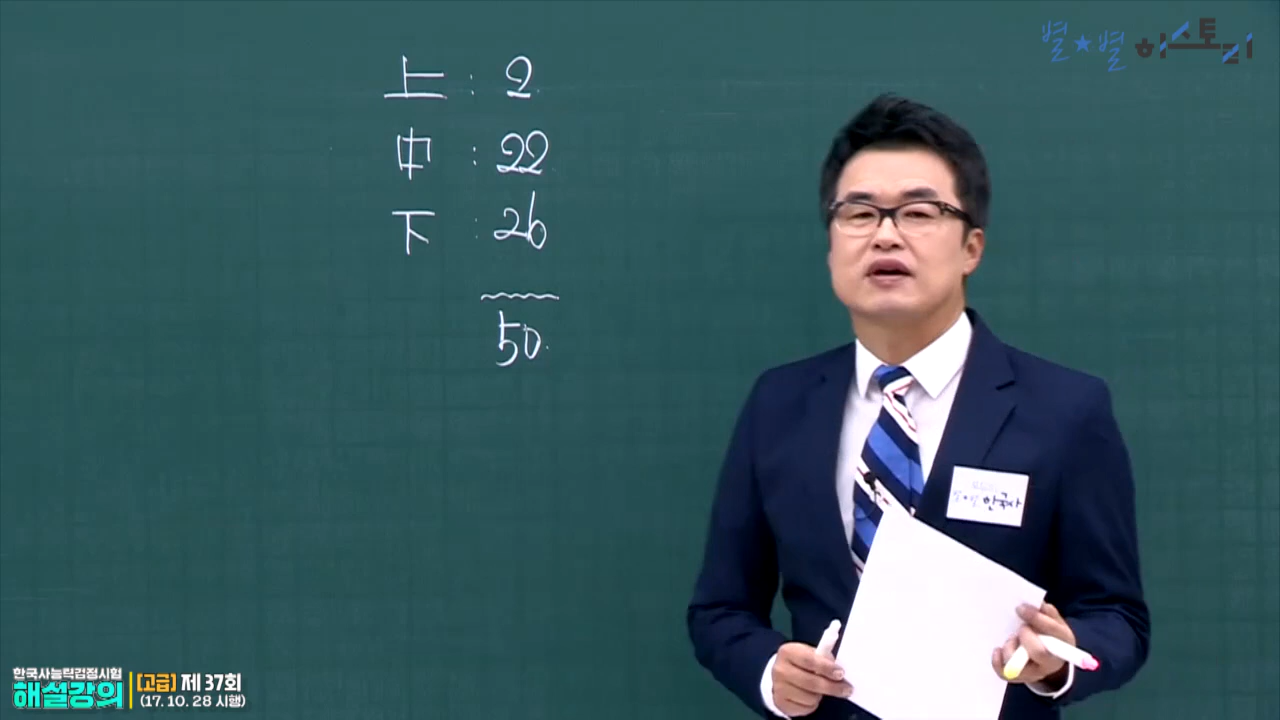 별★별 히스토리
上 : 2
中 : 22
下 : 26
50.
별★별 한국사
한국사능력검정시험
해설강의
[고급] 제 37회
(17. 10. 28 시행)